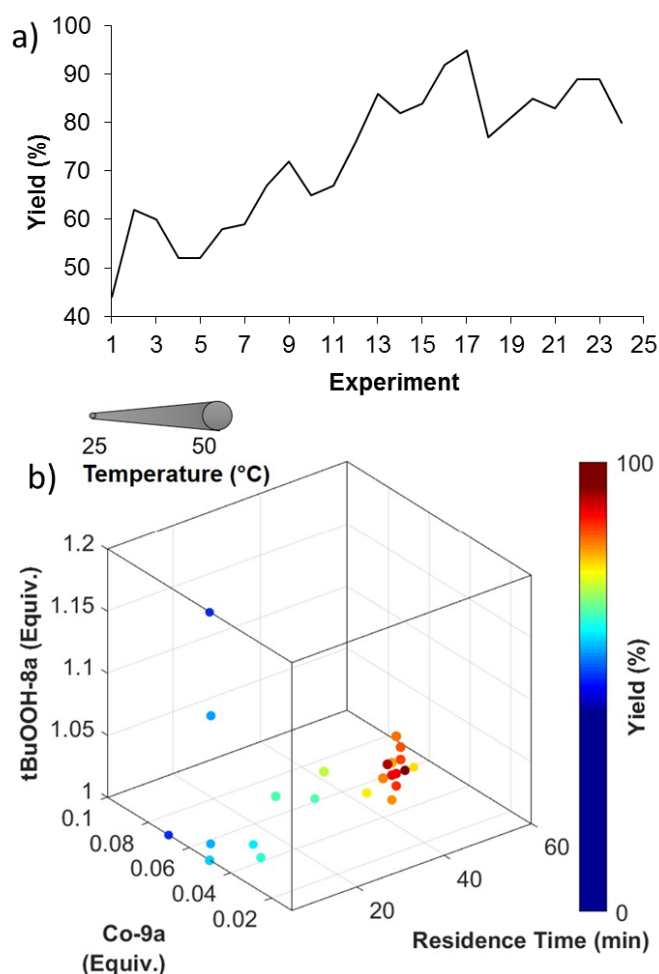 a)
100
90
80
70
60
50
40
Yield (%)
1 3 5 7 9 11 13 15 17 19 21 23 25
Experiment
25 50
Temperature (°C)
b)
1.2
1.15
1.1
1.05
1
tBuOOH-8a (Equiv.)
0.1
0.08
0.06
0.04
0.02
Co-9a
(Equiv.)
20
40
60
Residence Time (min)
100
0
Yield (%)